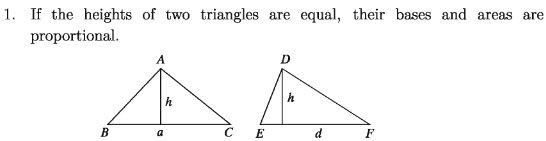 1. If the heights of two triangles are equal, their bases and areas are
proportional.
A D
h h
B a C E d F